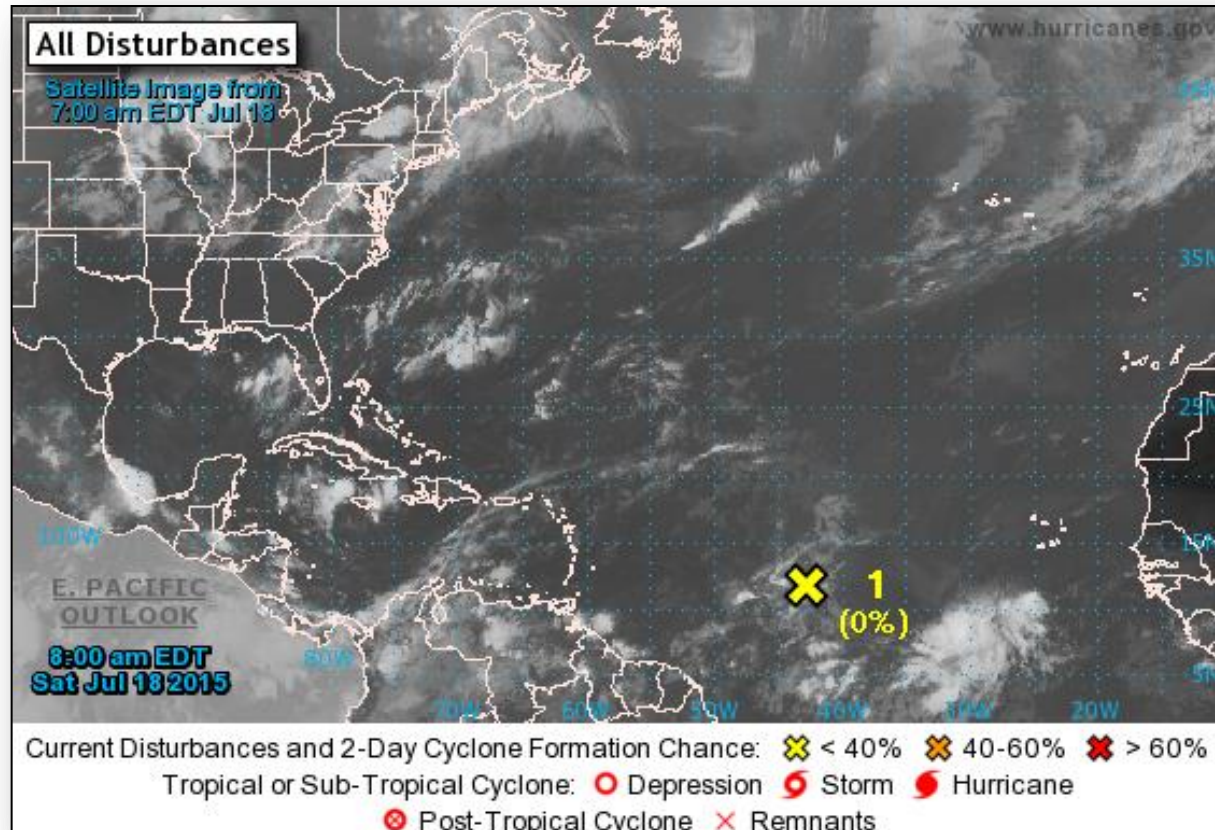 All Disturbances
www.hurricanes.gov
Satellite Image from
7:00 am EDT Jul 18
35N
25N
100W
15N
E. PACIFIC
OUTLOOK
1
(0%)
8:00 am EDT
Sat Jul 18 2015
80W
5N
70W 60W 50W 40W 30W 20W
Current Disturbances and 2-Day Cyclone Formation Chance: < 40% 40-60% > 60%
Tropical or Sub-Tropical Cyclone: Depression Storm Hurricane
Post-Tropical Cyclone Remnants